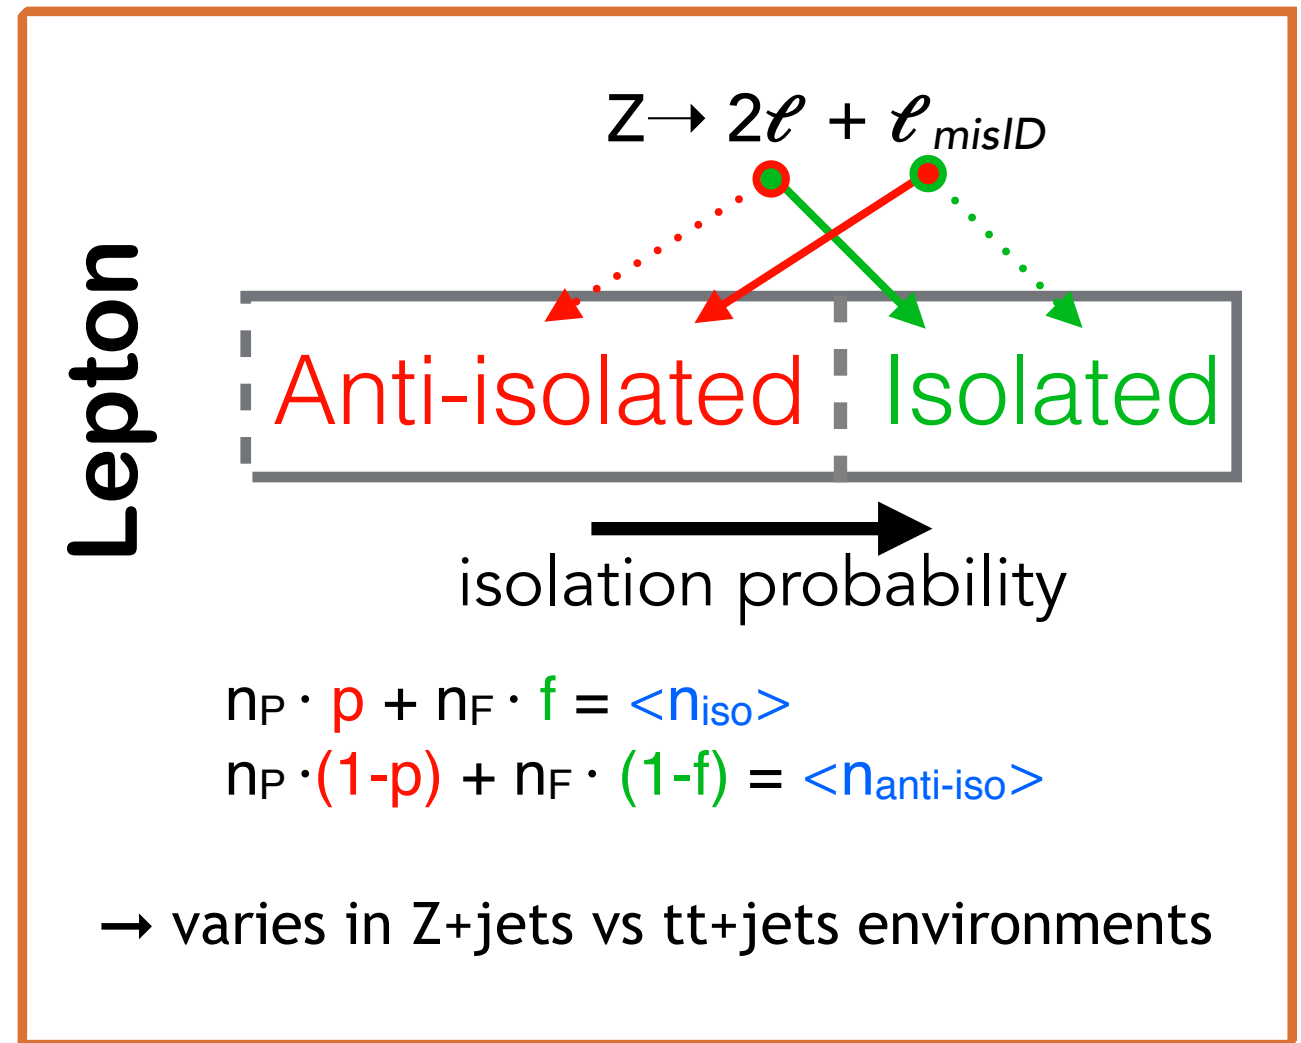 Z→ 2ℓ + ℓmisID
Lepton
Anti-isolated
Isolated
isolation probability
nP · p + nF · f = <niso>
nP ·(1-p) + nF · (1-f) = <nanti-iso>
→ varies in Z+jets vs tt+jets environments